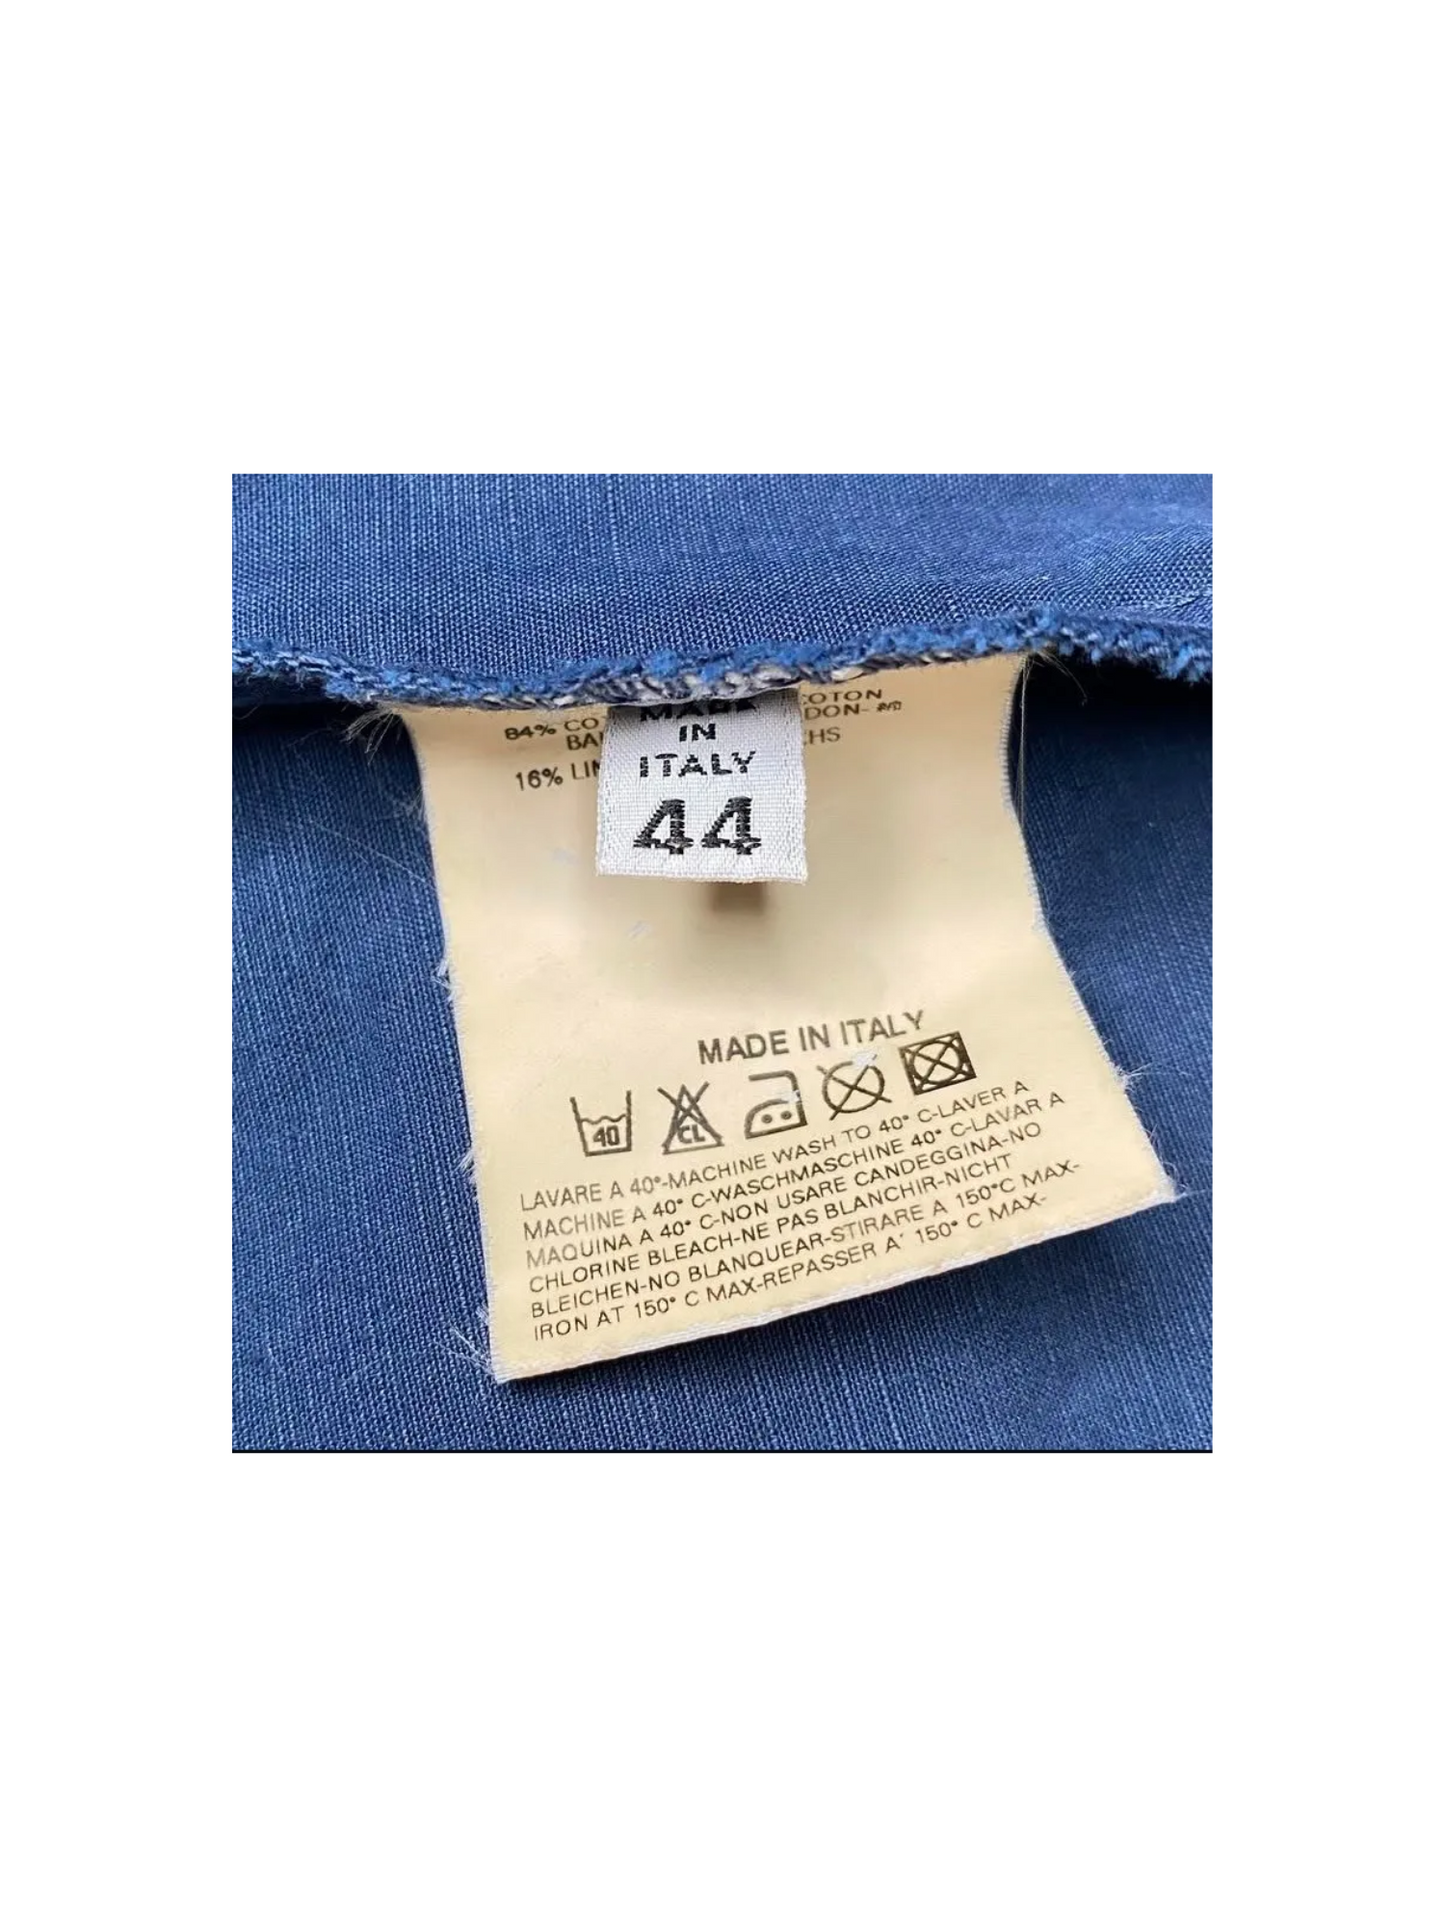 MADE
IN
ITALY
44
84% CO COTON
BA DON-
16% LIN CHS
MADE IN ITALY
40
CL
LAVARE A 40°-MACHINE WASH TO 40° C-LAVER A
MACHINE A 40° C-WASCHMASCHINE 40° C-LAVAR A
MAQUINA A 40° C-NON USARE CANDEGGINA-NO
CHLORINE BLEACH-NE PAS BLANCHIR-NICHT
BLEICHEN-NO BLANQUEAR-STIRARE A 150°C MAX-
IRON AT 150° C MAX-REPASSER A' 150° C MAX-